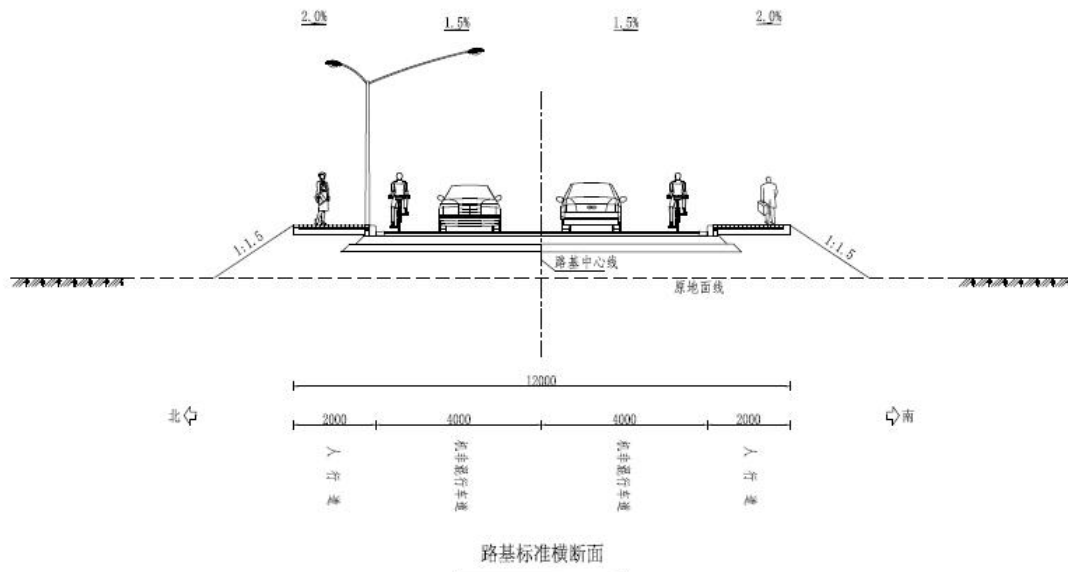 2.0%
1.5%
1.5%
2.0%
1:1.5
1:1.5
路基中心线
原地面线
12000
北
南
2000
4000
4000
2000
人行道
机非混行车道
机非混行车道
人行道
路基标准横断面